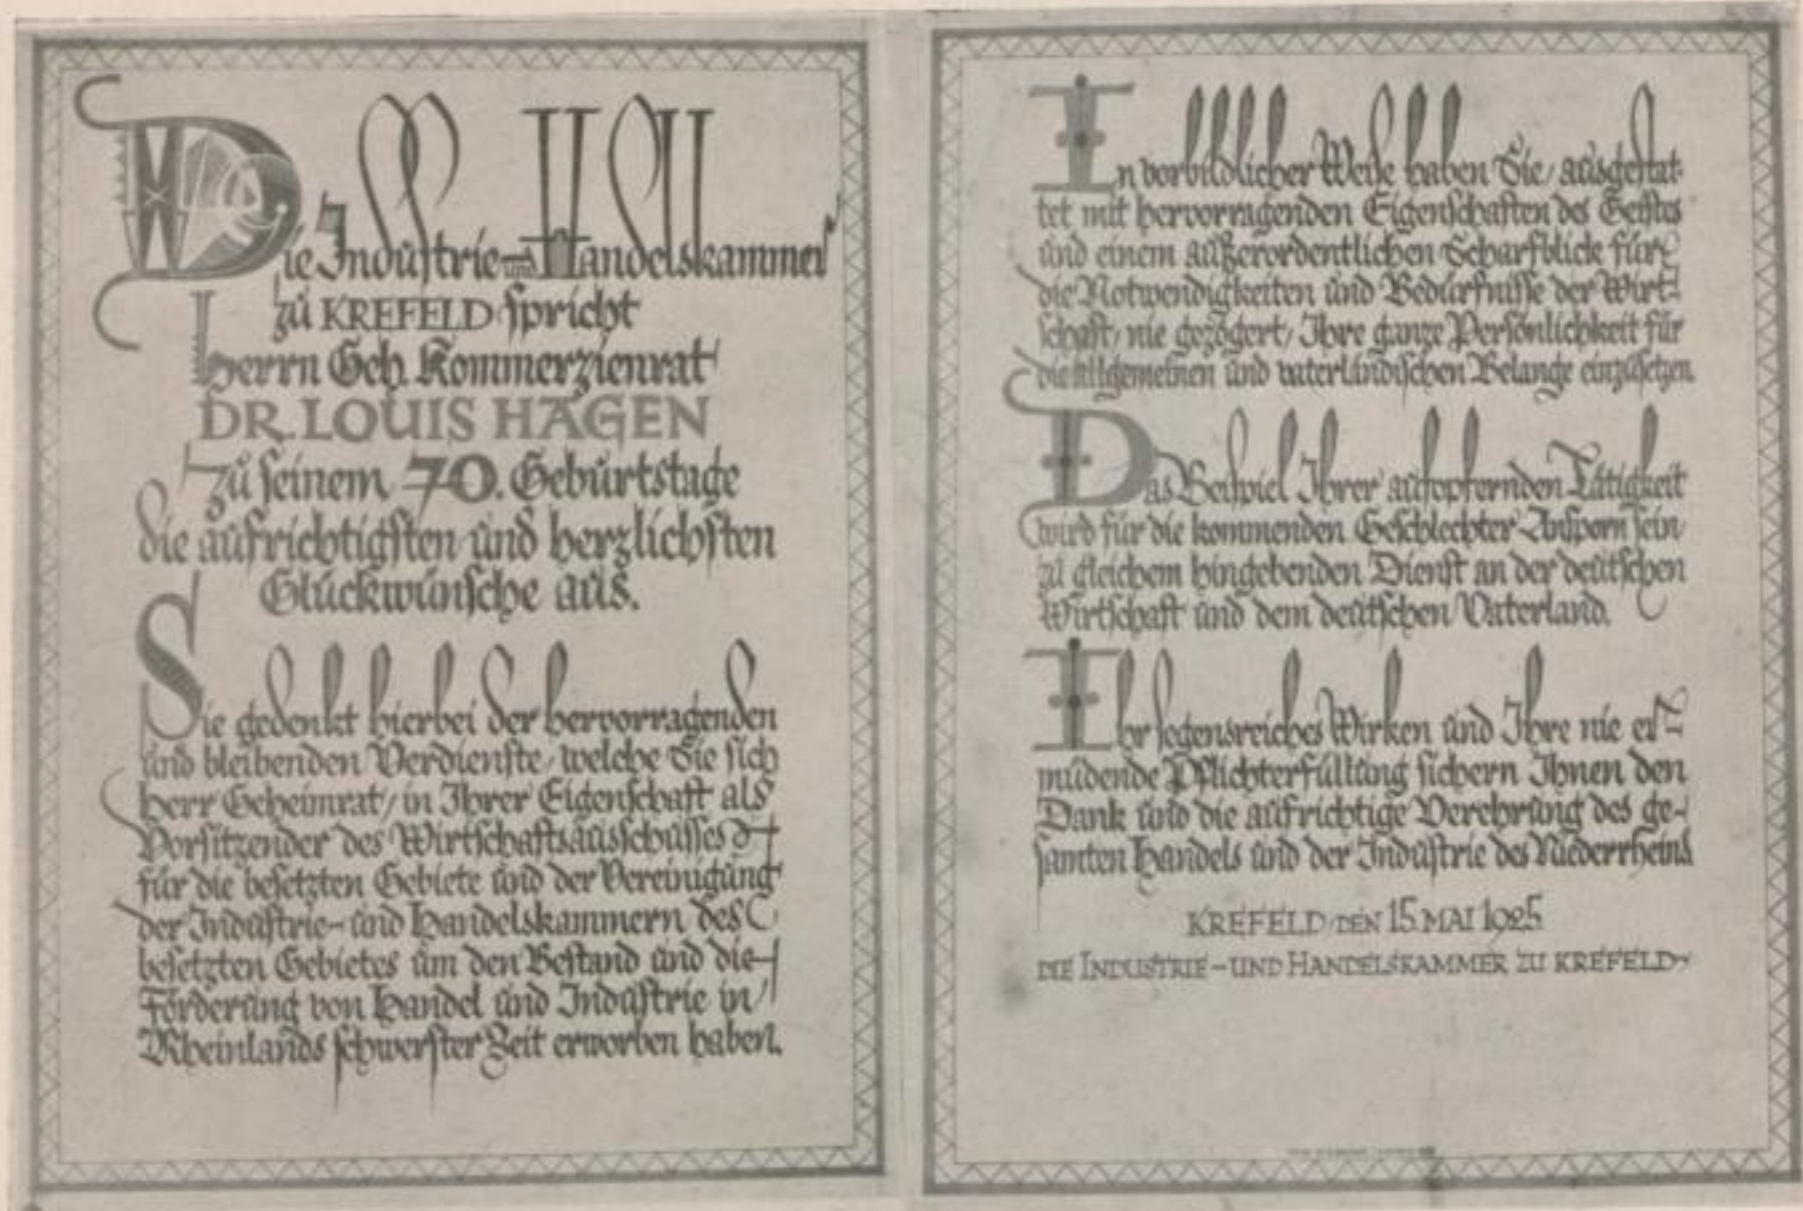 Die Industrie- und Handelskammer
zu KREFELD spricht
Herrn Geh. Kommerzienrat
DR. LOUIS HAGEN
Zu seinem 70. Geburtstage
die aufrichtigsten und herzlichsten
Glückwünsche aus.
Sie gedenkt hierbei der hervorragenden
und bleibenden Verdienste, welche Sie sich
Herr Geheimrat, in Ihrer Eigenschaft als
Vorsitzender des Wirtschaftsausschusses
für die besetzten Gebiete und der Vereinigung
der Industrie- und Handelskammern des
besetzten Gebietes um den Bestand und die
Förderung von Handel und Industrie in
Rheinlands schwerster Zeit erworben haben.
In vorbildlicher Weise haben Sie, ausgestat-
tet mit hervorragenden Eigenschaften des Geistes
und einem außerordentlichen Scharfblick für
die Notwendigkeiten und Bedürfnisse der Wirt-
schaft, nie gezögert, Ihre ganze Persönlichkeit für
die allgemeinen und vaterländischen Belange einzusetzen.
Das Beispiel Ihrer aufopfernden Tätigkeit
wird für die kommenden Geschlechter Ansporn sein
zu gleichem hingebenden Dienst an der deutschen
Wirtschaft und dem deutschen Vaterland.
Ihr segensreiches Wirken und Ihre nie er-
müdende Pflichterfüllung sichern Ihnen den
Dank und die aufrichtige Verehrung des ge-
samten Handels und der Industrie des Niederrheins
KREFELD, DEN 15. MAI 1925
DIE INDUSTRIE- UND HANDELSKAMMER ZU KREFELD